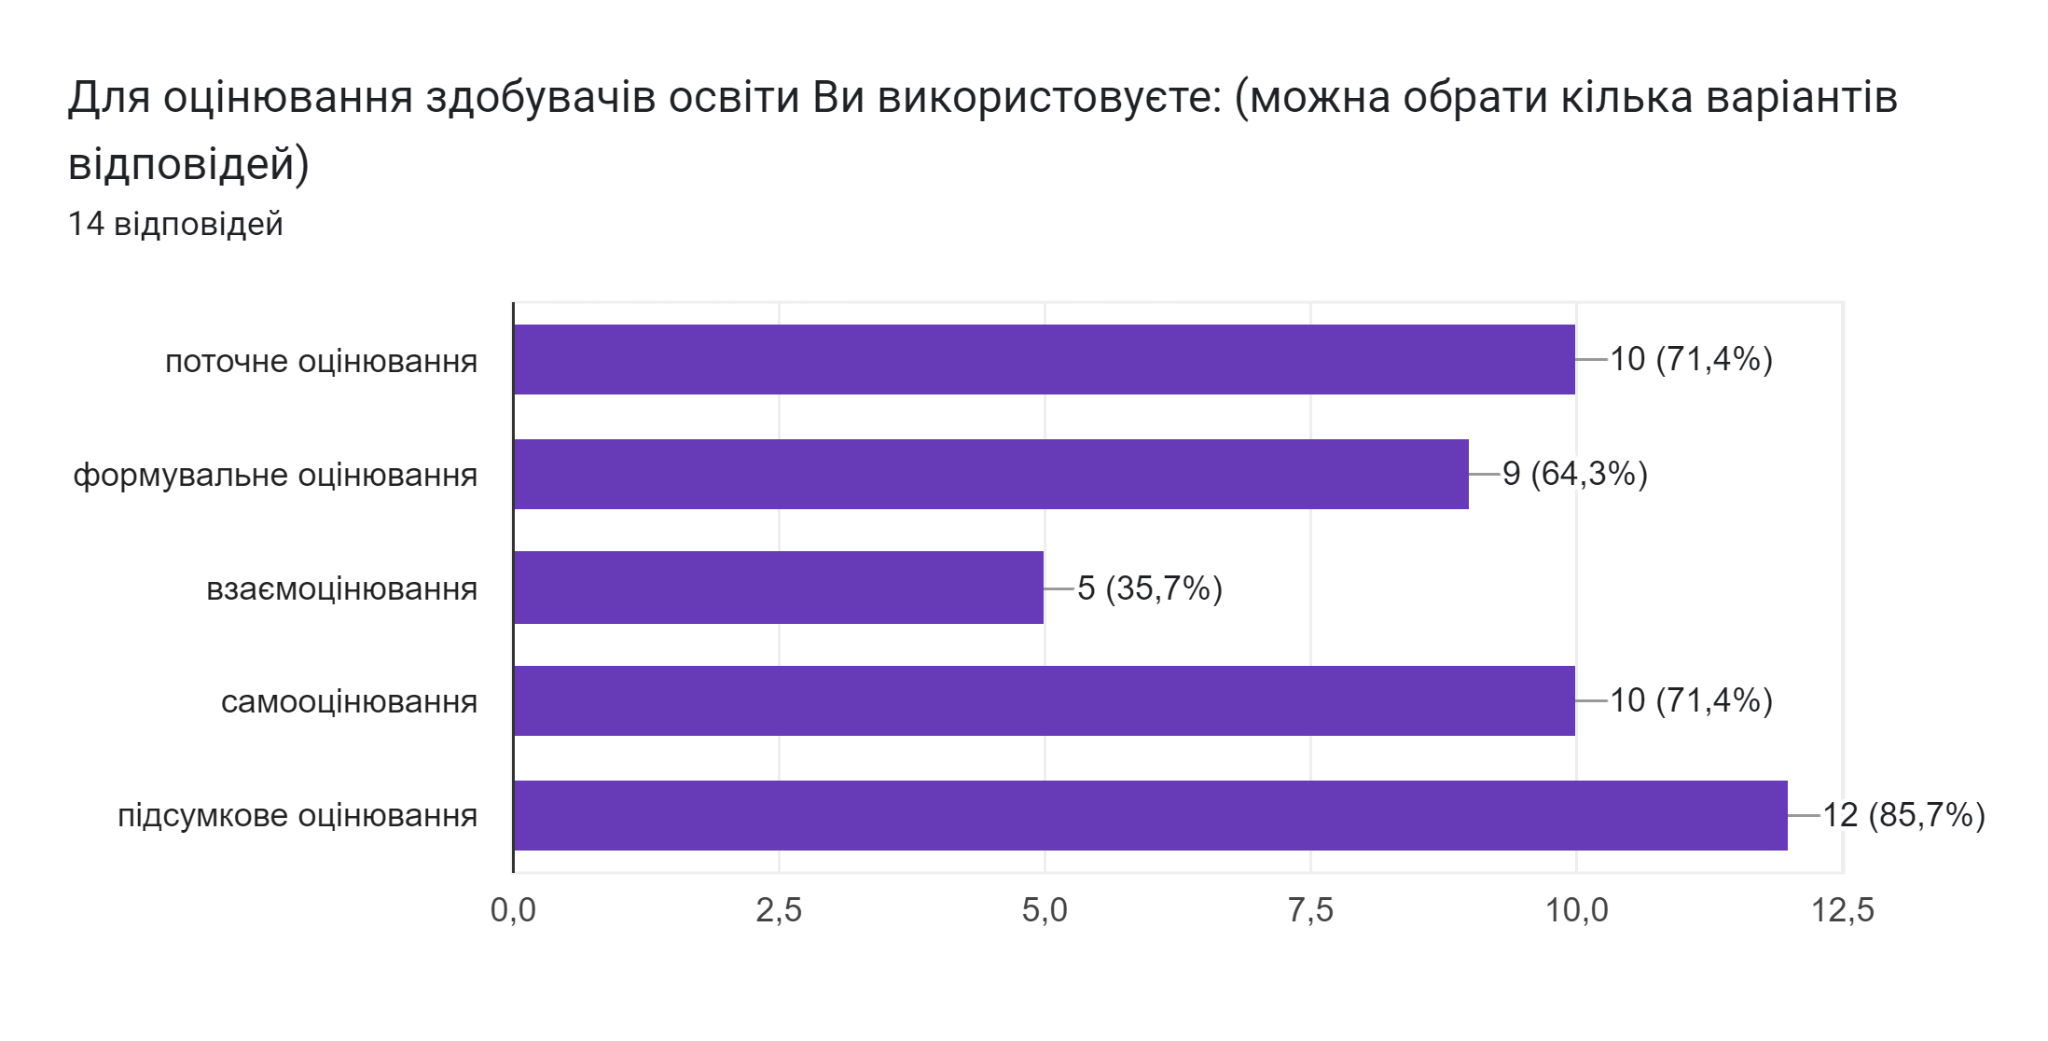 Для оцінювання здобувачів освіти Ви використовуєте: (можна обрати кілька варіантів
відповідей)
14 відповідей
поточне оцінювання
10 (71,4%)
формувальне оцінювання
9 (64,3%)
взаємоцінювання
5 (35,7%)
самооцінювання
10 (71,4%)
підсумкове оцінювання
12 (85,7%)
0,0 2,5 5,0 7,5 10,0 12,5